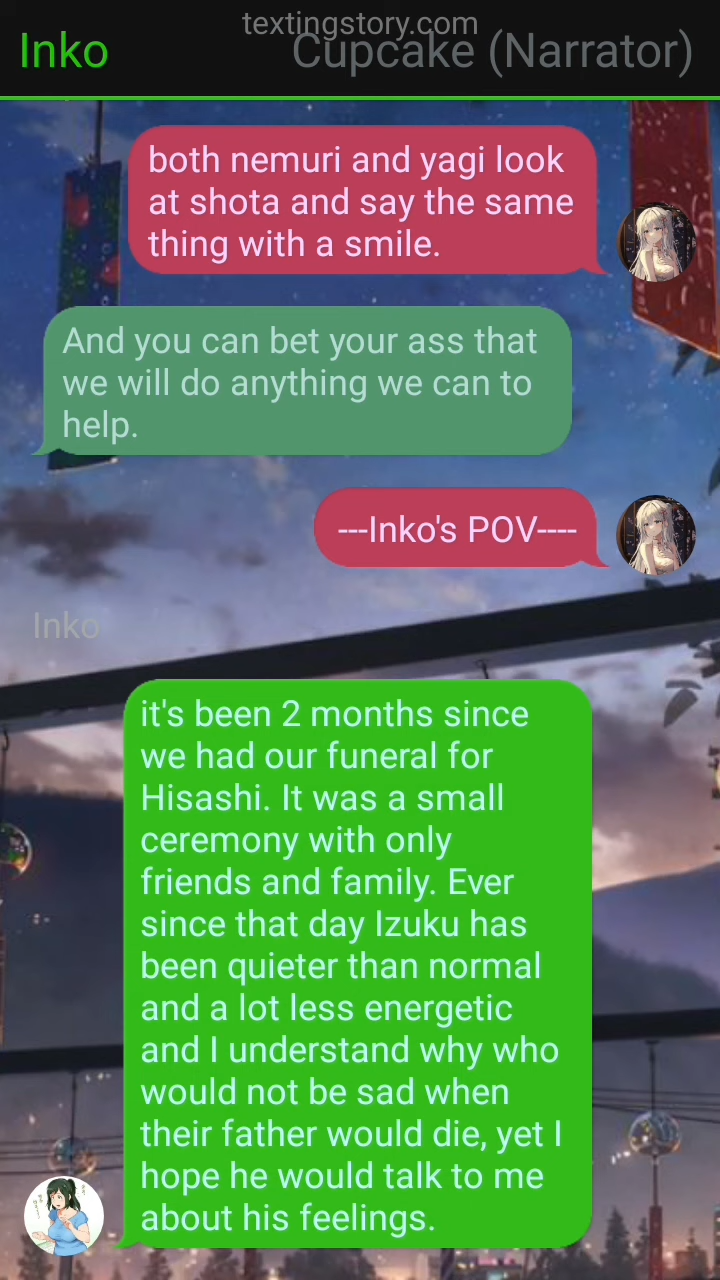 textingstory.com
Inko
Cupcake (Narrator)
both nemuri and yagi look
at shota and say the same
thing with a smile.
And you can bet your ass that
we will do anything we can to
help.
---Inko's POV----
Inko
it's been 2 months since
we had our funeral for
Hisashi. It was a small
ceremony with only
friends and family. Ever
since that day Izuku has
been quieter than normal
and a lot less energetic
and I understand why who
would not be sad when
their father would die, yet I
hope he would talk to me
about his feelings.